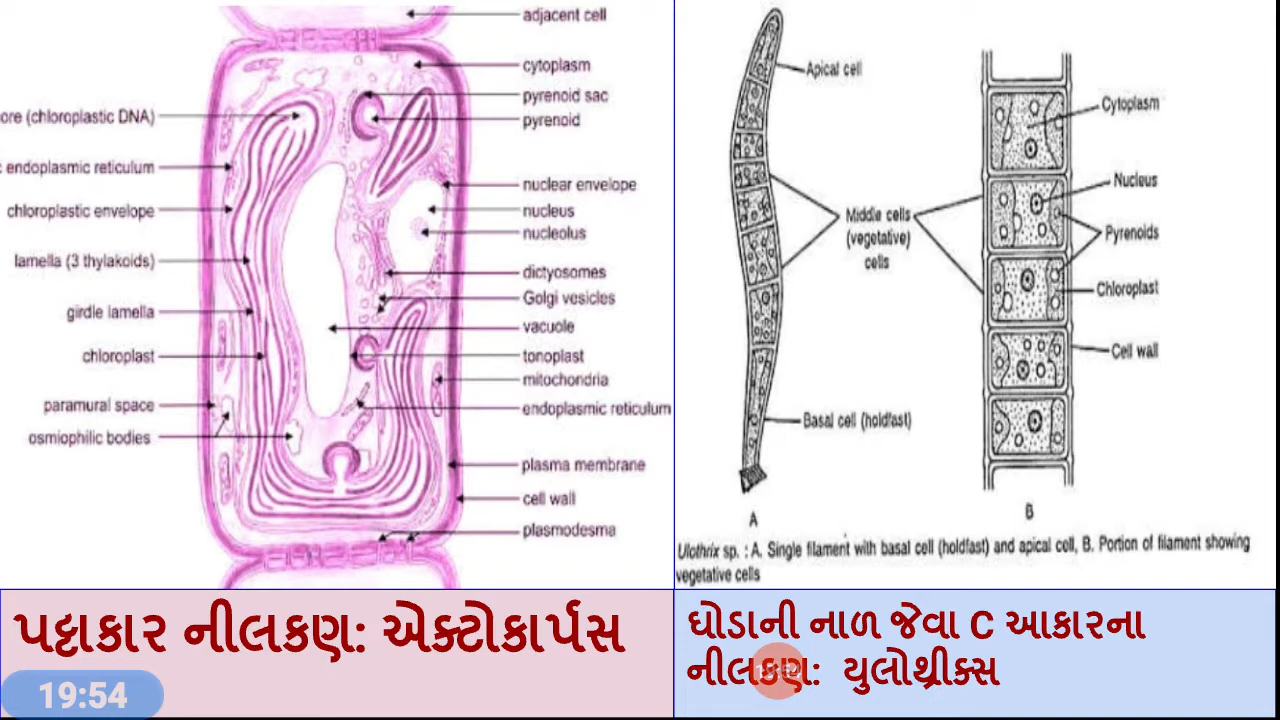 adjacent cell
cytoplasm
pyrenoid sac
pyrenoid
nuclear envelope
nucleus
nucleolus
dictyosomes
Golgi vesicles
vacuole
tonoplast
mitochondria
endoplasmic reticulum
plasma membrane
cell wall
plasmodesma
ore (chloroplastic DNA)
endoplasmic reticulum
chloroplastic envelope
lamella (3 thylakoids)
girdle lamella
chloroplast
paramural space
osmiophilic bodies
Apical cell
Middle cells
(vegetative)
cells
Basal cell (holdfast)
A
Cytoplasm
Nucleus
Pyrenoids
Chloroplast
Cell wall
B
Ulothrix sp. : A. Single filament with basal cell (holdfast) and apical cell, B. Portion of filament showing
vegetative cells
પટ્ટાકાર નીલકણ: એક્ટોકાર્પસ
ઘોડાની નાળ જેવા C આકારના
નીલકણ: યુલોથ્રીક્સ
19:54